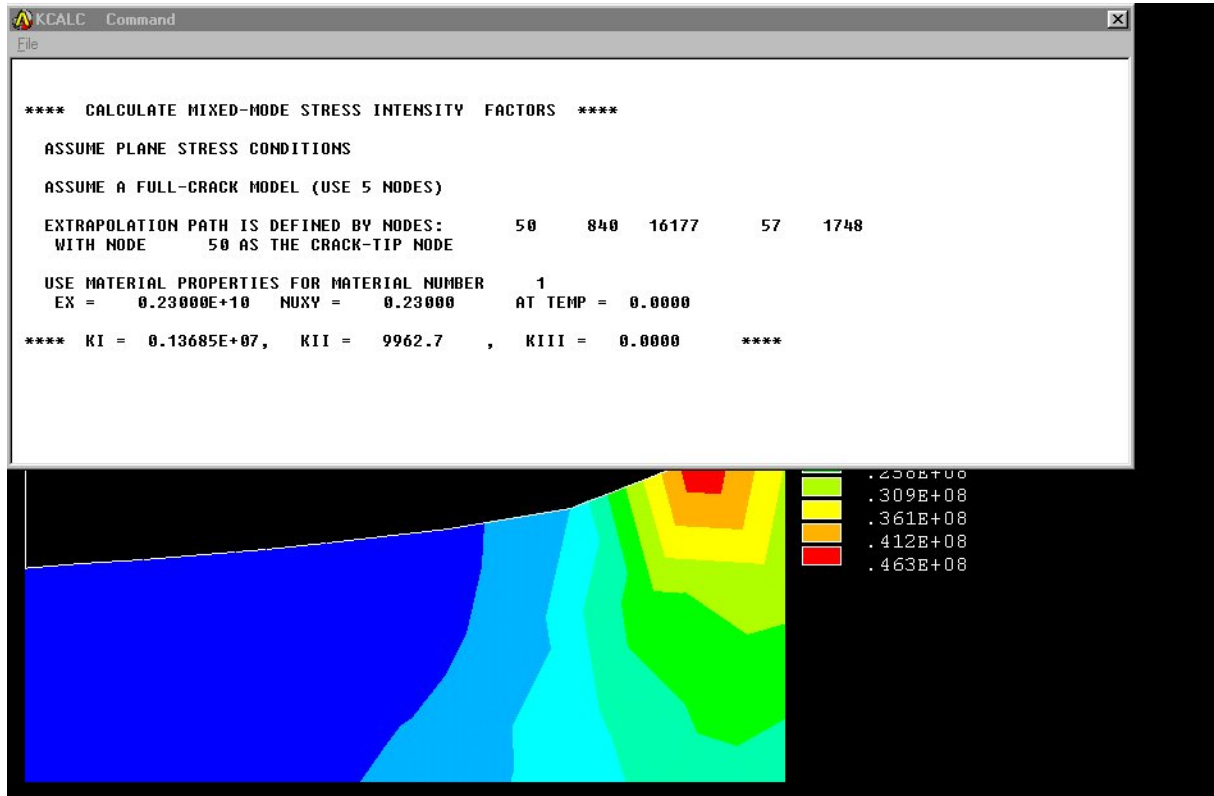 KCALC Command
File
**** CALCULATE MIXED-MODE STRESS INTENSITY FACTORS ****
ASSUME PLANE STRESS CONDITIONS
ASSUME A FULL-CRACK MODEL (USE 5 NODES)
EXTRAPOLATION PATH IS DEFINED BY NODES: 50 840 16177 57 1748
WITH NODE 50 AS THE CRACK-TIP NODE
USE MATERIAL PROPERTIES FOR MATERIAL NUMBER 1
EX = 0.23000E+10 NUXY = 0.23000 AT TEMP = 0.0000
**** KI = 0.13685E+07, KII = 9962.7 , KIII = 0.0000 ****
.258E+08
.309E+08
.361E+08
.412E+08
.463E+08